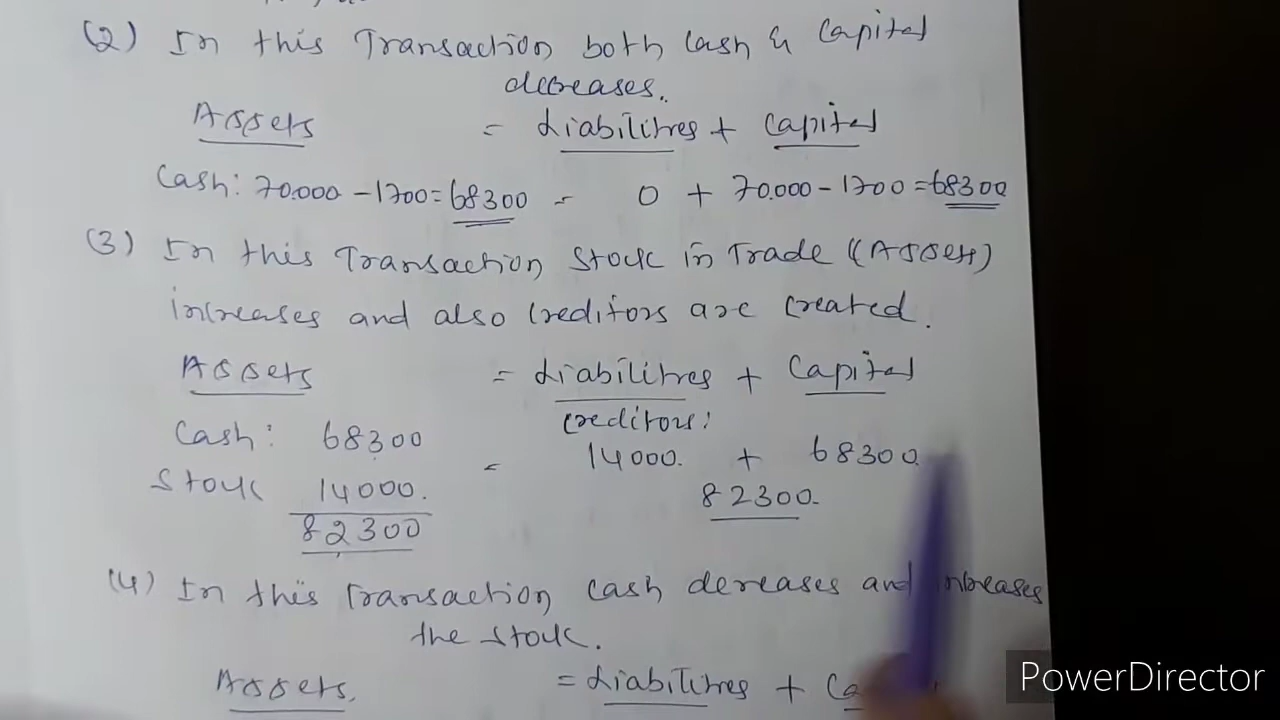 (2) In this Transaction both Cash & Capital
decreases.
Assets = Liabilities + Capital
Cash: 70.000 - 1700 = 68300 = 0 + 70.000 - 1700 = 68300
(3) In this Transaction Stock in Trade ((Asset)
increases and also Creditors are created.
Assets = Liabilities + Capital
Creditors:
Cash: 68300
= 14000. + 68300.
Stock 14000.
82300.
82300
(4) In this Transaction Cash dereases and increases
the Stock.
Assets. = Liabilities + Ca
PowerDirector